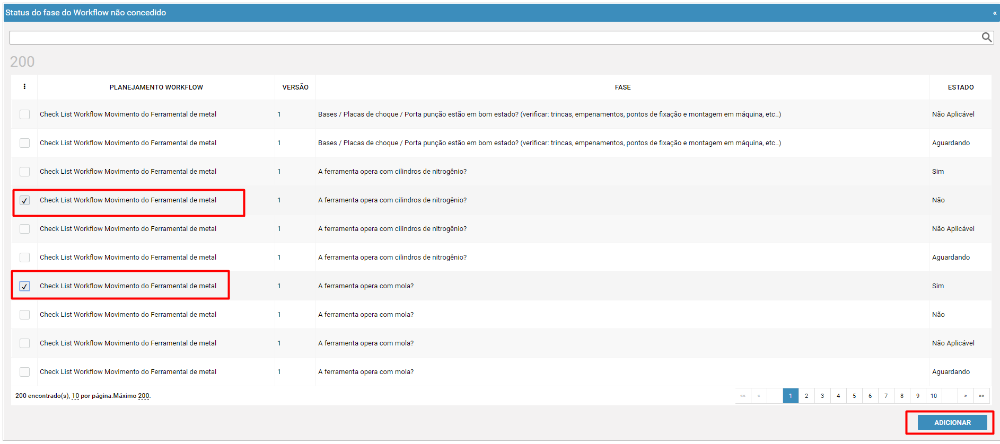 Status do fase do Workflow não concedido «
200
PLANEJAMENTO WORKFLOW VERSÃO FASE ESTADO
Check List Workflow Movimento do Ferramental de metal 1 Bases / Placas de choque / Porta punção estão em bom estado? (verificar: trincas, empenamentos, pontos de fixação e montagem em máquina, etc..) Não Aplicável
Check List Workflow Movimento do Ferramental de metal 1 Bases / Placas de choque / Porta punção estão em bom estado? (verificar: trincas, empenamentos, pontos de fixação e montagem em máquina, etc..) Aguardando
Check List Workflow Movimento do Ferramental de metal 1 A ferramenta opera com cilindros de nitrogênio? Sim
Check List Workflow Movimento do Ferramental de metal 1 A ferramenta opera com cilindros de nitrogênio? Não
Check List Workflow Movimento do Ferramental de metal 1 A ferramenta opera com cilindros de nitrogênio? Não Aplicável
Check List Workflow Movimento do Ferramental de metal 1 A ferramenta opera com cilindros de nitrogênio? Aguardando
Check List Workflow Movimento do Ferramental de metal 1 A ferramenta opera com mola? Sim
Check List Workflow Movimento do Ferramental de metal 1 A ferramenta opera com mola? Não
Check List Workflow Movimento do Ferramental de metal 1 A ferramenta opera com mola? Não Aplicável
Check List Workflow Movimento do Ferramental de metal 1 A ferramenta opera com mola? Aguardando
200 encontrado(s), 10 por página.Máximo 200. «« « 1 2 3 4 5 6 7 8 9 10 » »»
ADICIONAR